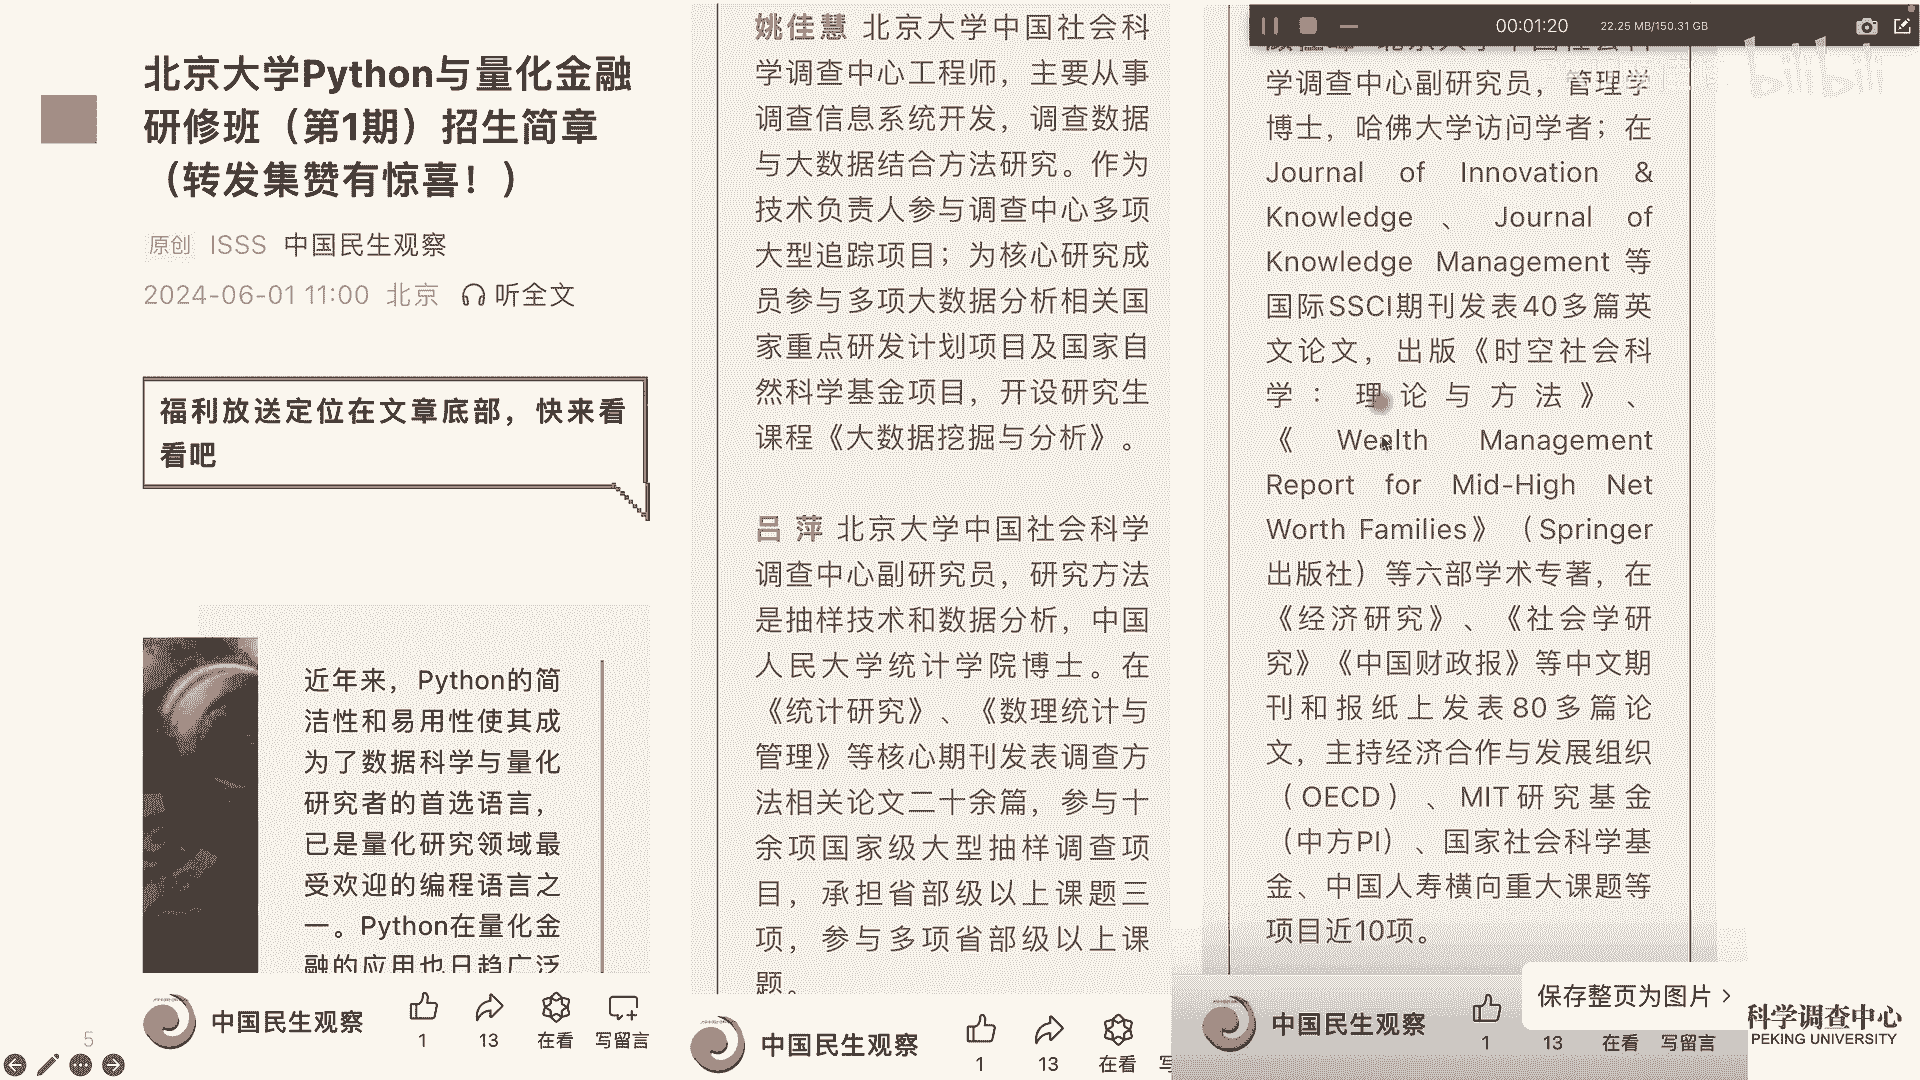 北京大学Python与量化金融
研修班（第1期）招生简章
（转发集赞有惊喜！）
原创 ISSS 中国民生观察
2024-06-01 11:00 北京 听全文
福利放送定位在文章底部，快来看
看吧
近年来，Python的简
洁性和易用性使其成
为了数据科学与量化
研究者的首选语言，
已是量化研究领域最
受欢迎的编程语言之
一。Python在量化金
融的应用也日趋广泛
中国民生观察
1 13 在看 写留言
5
姚佳慧 北京大学中国社会科
学调查中心工程师，主要从事
调查信息系统开发，调查数据
与大数据结合方法研究。作为
技术负责人参与调查中心多项
大型追踪项目；为核心研究成
员参与多项大数据分析相关国
家重点研发计划项目及国家自
然科学基金项目，开设研究生
课程《大数据挖掘与分析》。
吕 萍 北京大学中国社会科学
调查中心副研究员，研究方法
是抽样技术和数据分析，中国
人民大学统计学院博士。在
《统计研究》、《数理统计与
管理》等核心期刊发表调查方
法相关论文二十余篇，参与十
余项国家级大型抽样调查项
目，承担省部级以上课题三
项，参与多项省部级以上课
题。
中国民生观察
1 13 在看 写
00:01:20 22.25 MB/150.31 GB
bilibili
学调查中心副研究员，管理学
博士，哈佛大学访问学者；在
Journal of Innovation &
Knowledge 、 Journal of
Knowledge Management 等
国际SSCI期刊发表40多篇英
文论文，出版《时空社会科
学：理论与方法》、
《 Wealth Management
Report for Mid-High Net
Worth Families》（Springer
出版社）等六部学术专著，在
《经济研究》、《社会学研
究》《中国财政报》等中文期
刊和报纸上发表80多篇论
文，主持经济合作与发展组织
（OECD）、MIT研究基金
（中方PI）、国家社会科学基
金、中国人寿横向重大课题等
项目近10项。
保存整页为图片
中国民生观察
1 13 在看 写留言
科学调查中心
PEKING UNIVERSITY